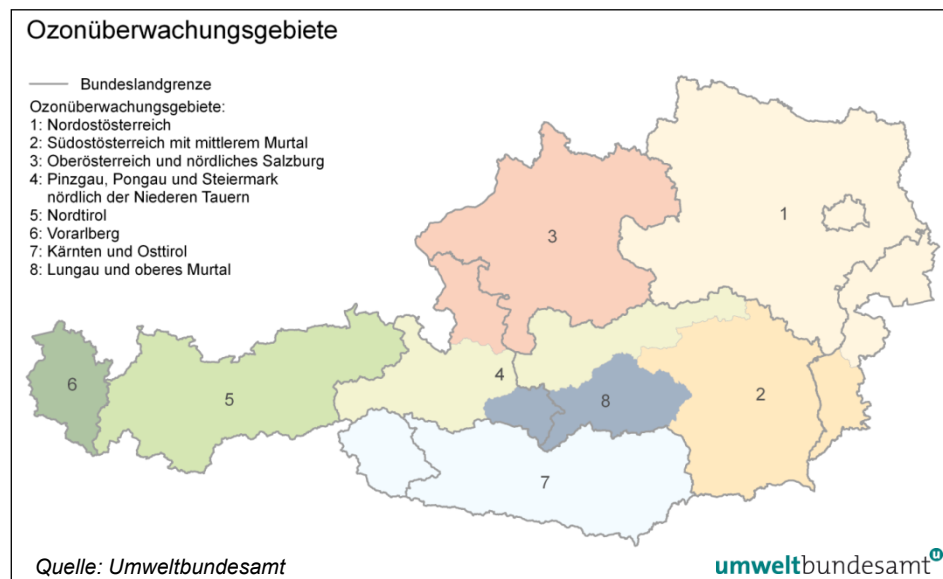 Ozonüberwachungsgebiete
Bundeslandgrenze
Ozonüberwachungsgebiete:
1: Nordostösterreich
2: Südostösterreich mit mittlerem Murtal
3: Oberösterreich und nördliches Salzburg
4: Pinzgau, Pongau und Steiermark
nördlich der Niederen Tauern
5: Nordtirol
6: Vorarlberg
7: Kärnten und Osttirol
8: Lungau und oberes Murtal
1
3
4
6
5
8
2
7
Quelle: Umweltbundesamt
umweltbundesamt u